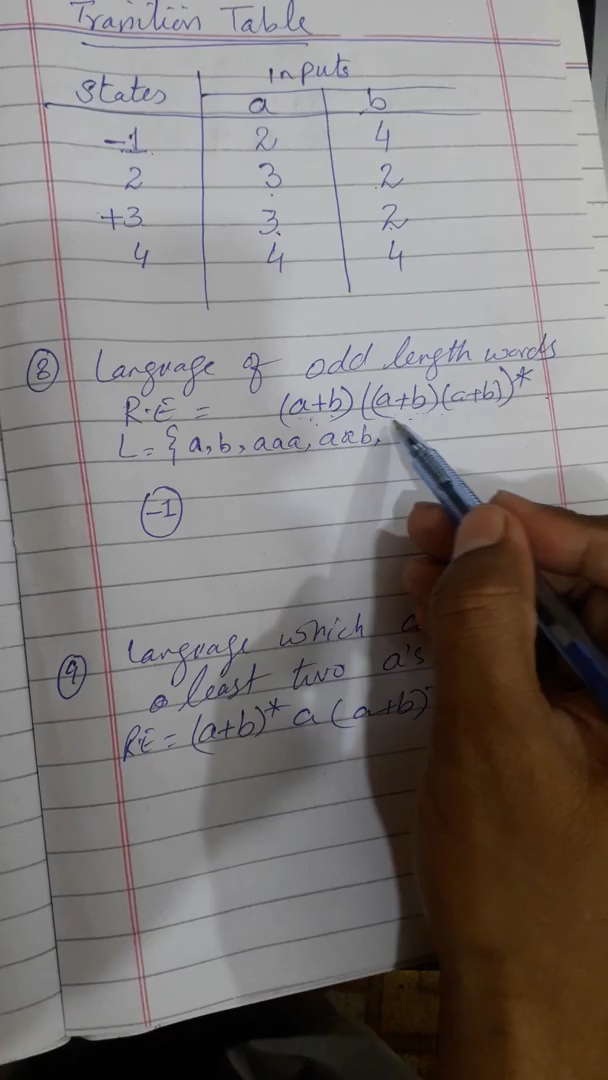 Tranition Table
States inputs
a b
-1 2 4
2 3 2
+3 3 2
4 4 4
8 Language of odd length words
R.E = (a+b)((a+b)(a+b))*
L = { a, b, aaa, aab,
-1
9 Language which
a least two a's
RE = (a+b)* a (a+b)